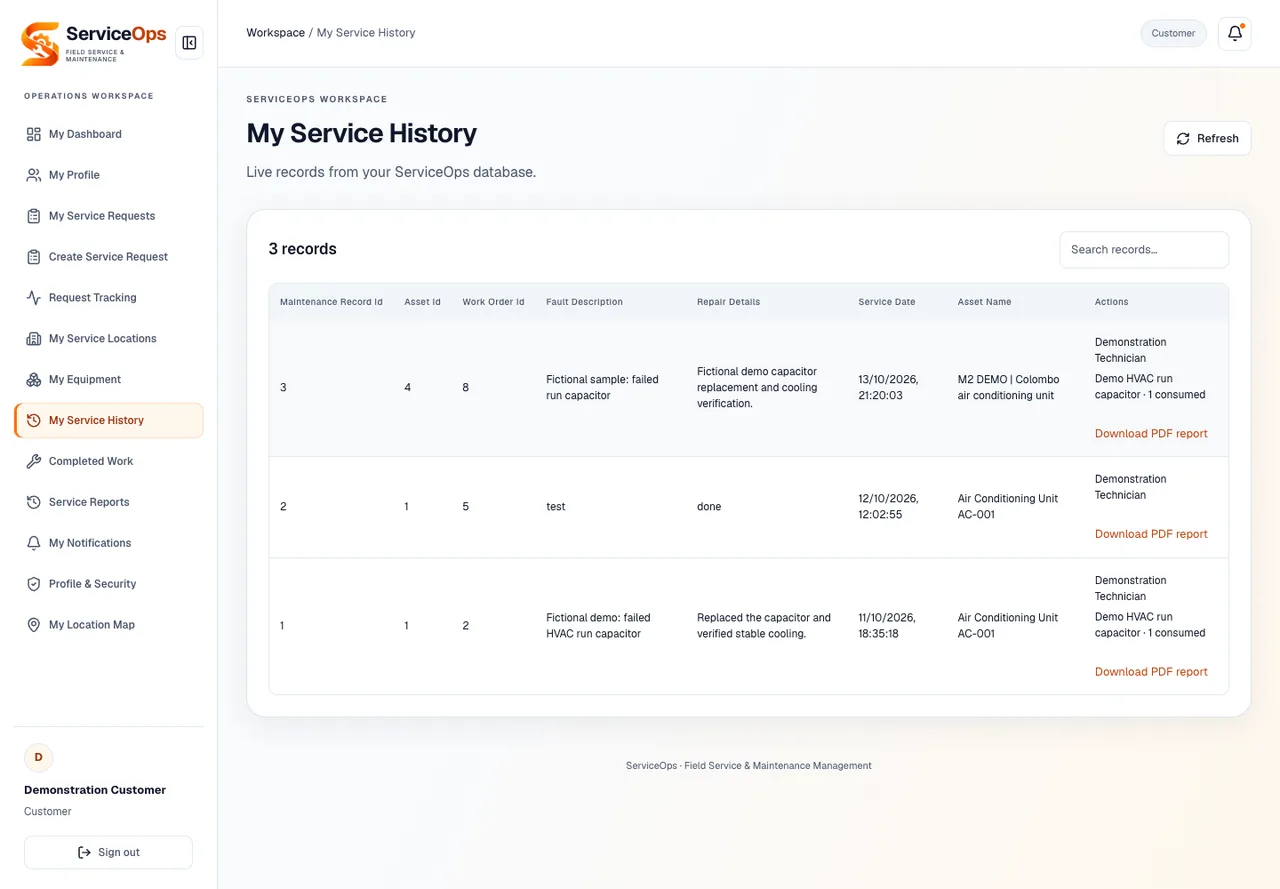 ServiceOps
FIELD SERVICE &
MAINTENANCE
OPERATIONS WORKSPACE
My Dashboard
My Profile
My Service Requests
Create Service Request
Request Tracking
My Service Locations
My Equipment
My Service History
Completed Work
Service Reports
My Notifications
Profile & Security
My Location Map
D
Demonstration Customer
Customer
Sign out
Workspace / My Service History
Customer
SERVICEOPS WORKSPACE
My Service History
Live records from your ServiceOps database.
Refresh
3 records
Search records...
Maintenance Record Id Asset Id Work Order Id Fault Description Repair Details Service Date Asset Name Actions
3
4
8
Fictional sample: failed
run capacitor
Fictional demo capacitor
replacement and cooling
verification.
13/10/2026,
21:20:03
M2 DEMO | Colombo
air conditioning unit
Demonstration
Technician
Demo HVAC run
capacitor · 1 consumed
Download PDF report
2
1
5
test
done
12/10/2026,
12:02:55
Air Conditioning Unit
AC-001
Demonstration
Technician
Download PDF report
1
1
2
Fictional demo: failed
HVAC run capacitor
Replaced the capacitor and
verified stable cooling.
11/10/2026,
18:35:18
Air Conditioning Unit
AC-001
Demonstration
Technician
Demo HVAC run
capacitor · 1 consumed
Download PDF report
ServiceOps · Field Service & Maintenance Management